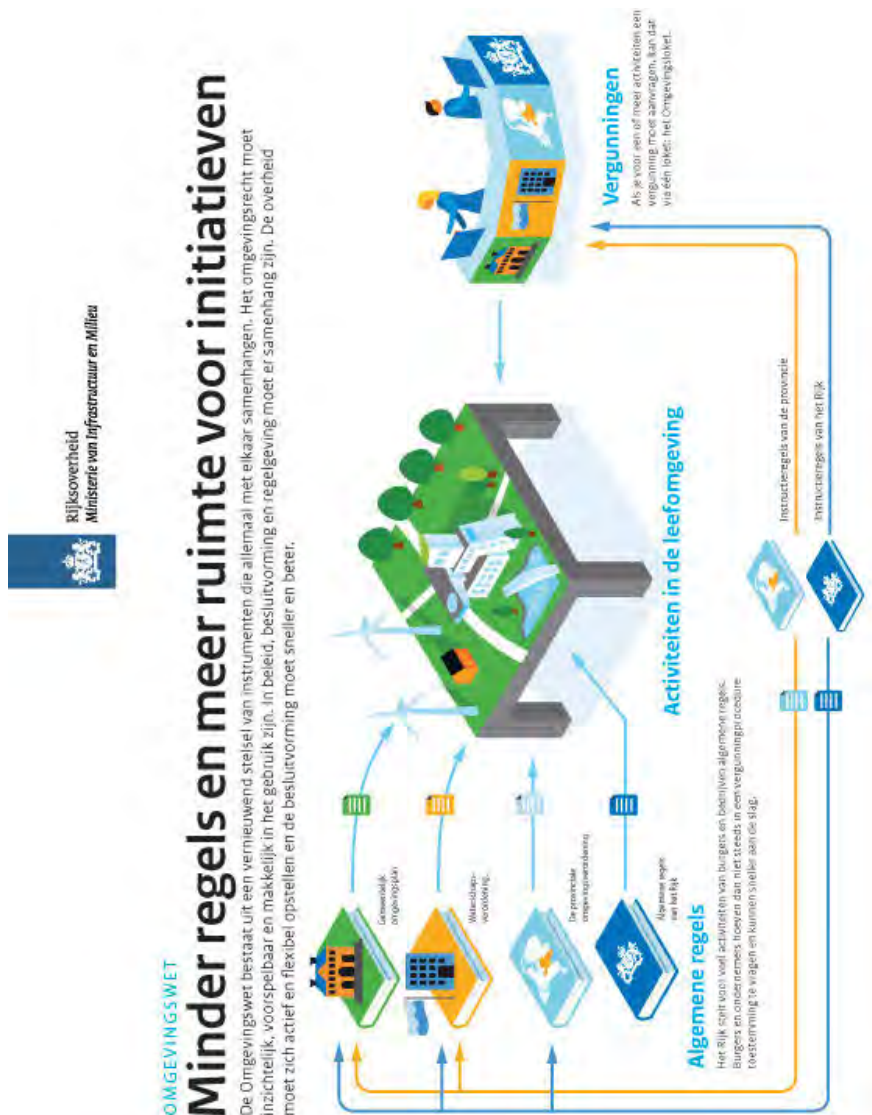 Rijksoverheid
Ministerie van Infrastructuur en Milieu
OMGEVINGSWET
Minder regels en meer ruimte voor initiatieven
De Omgevingswet bestaat uit een vernieuwend stelsel van instrumenten die allemaal met elkaar samenhangen. Het omgevingsrecht moet
inzichtelijk, voorspelbaar en makkelijk in het gebruik zijn. In beleid, besluitvorming en regelgeving moet er samenhang zijn. De overheid
moet zich actief en flexibel opstellen en de besluitvorming moet sneller en beter.
Gemeentelijk
omgevingsplan
Waterschaps-
verordening
De provinciale
omgevingsverordening
Algemene regels
van het Rijk
Algemene regels
Het Rijk stelt voor veel activiteiten van burgers en bedrijven algemene regels.
Burgers en ondernemers hoeven dan niet steeds in een vergunningprocedure
toestemming te vragen en kunnen sneller aan de slag.
Activiteiten in de leefomgeving
Vergunningen
Als je voor een of meer activiteiten een
vergunning moet aanvragen, kan dat
via één loket: het Omgevingsloket.
Instructieregels van de provincie
Instructieregels van het Rijk